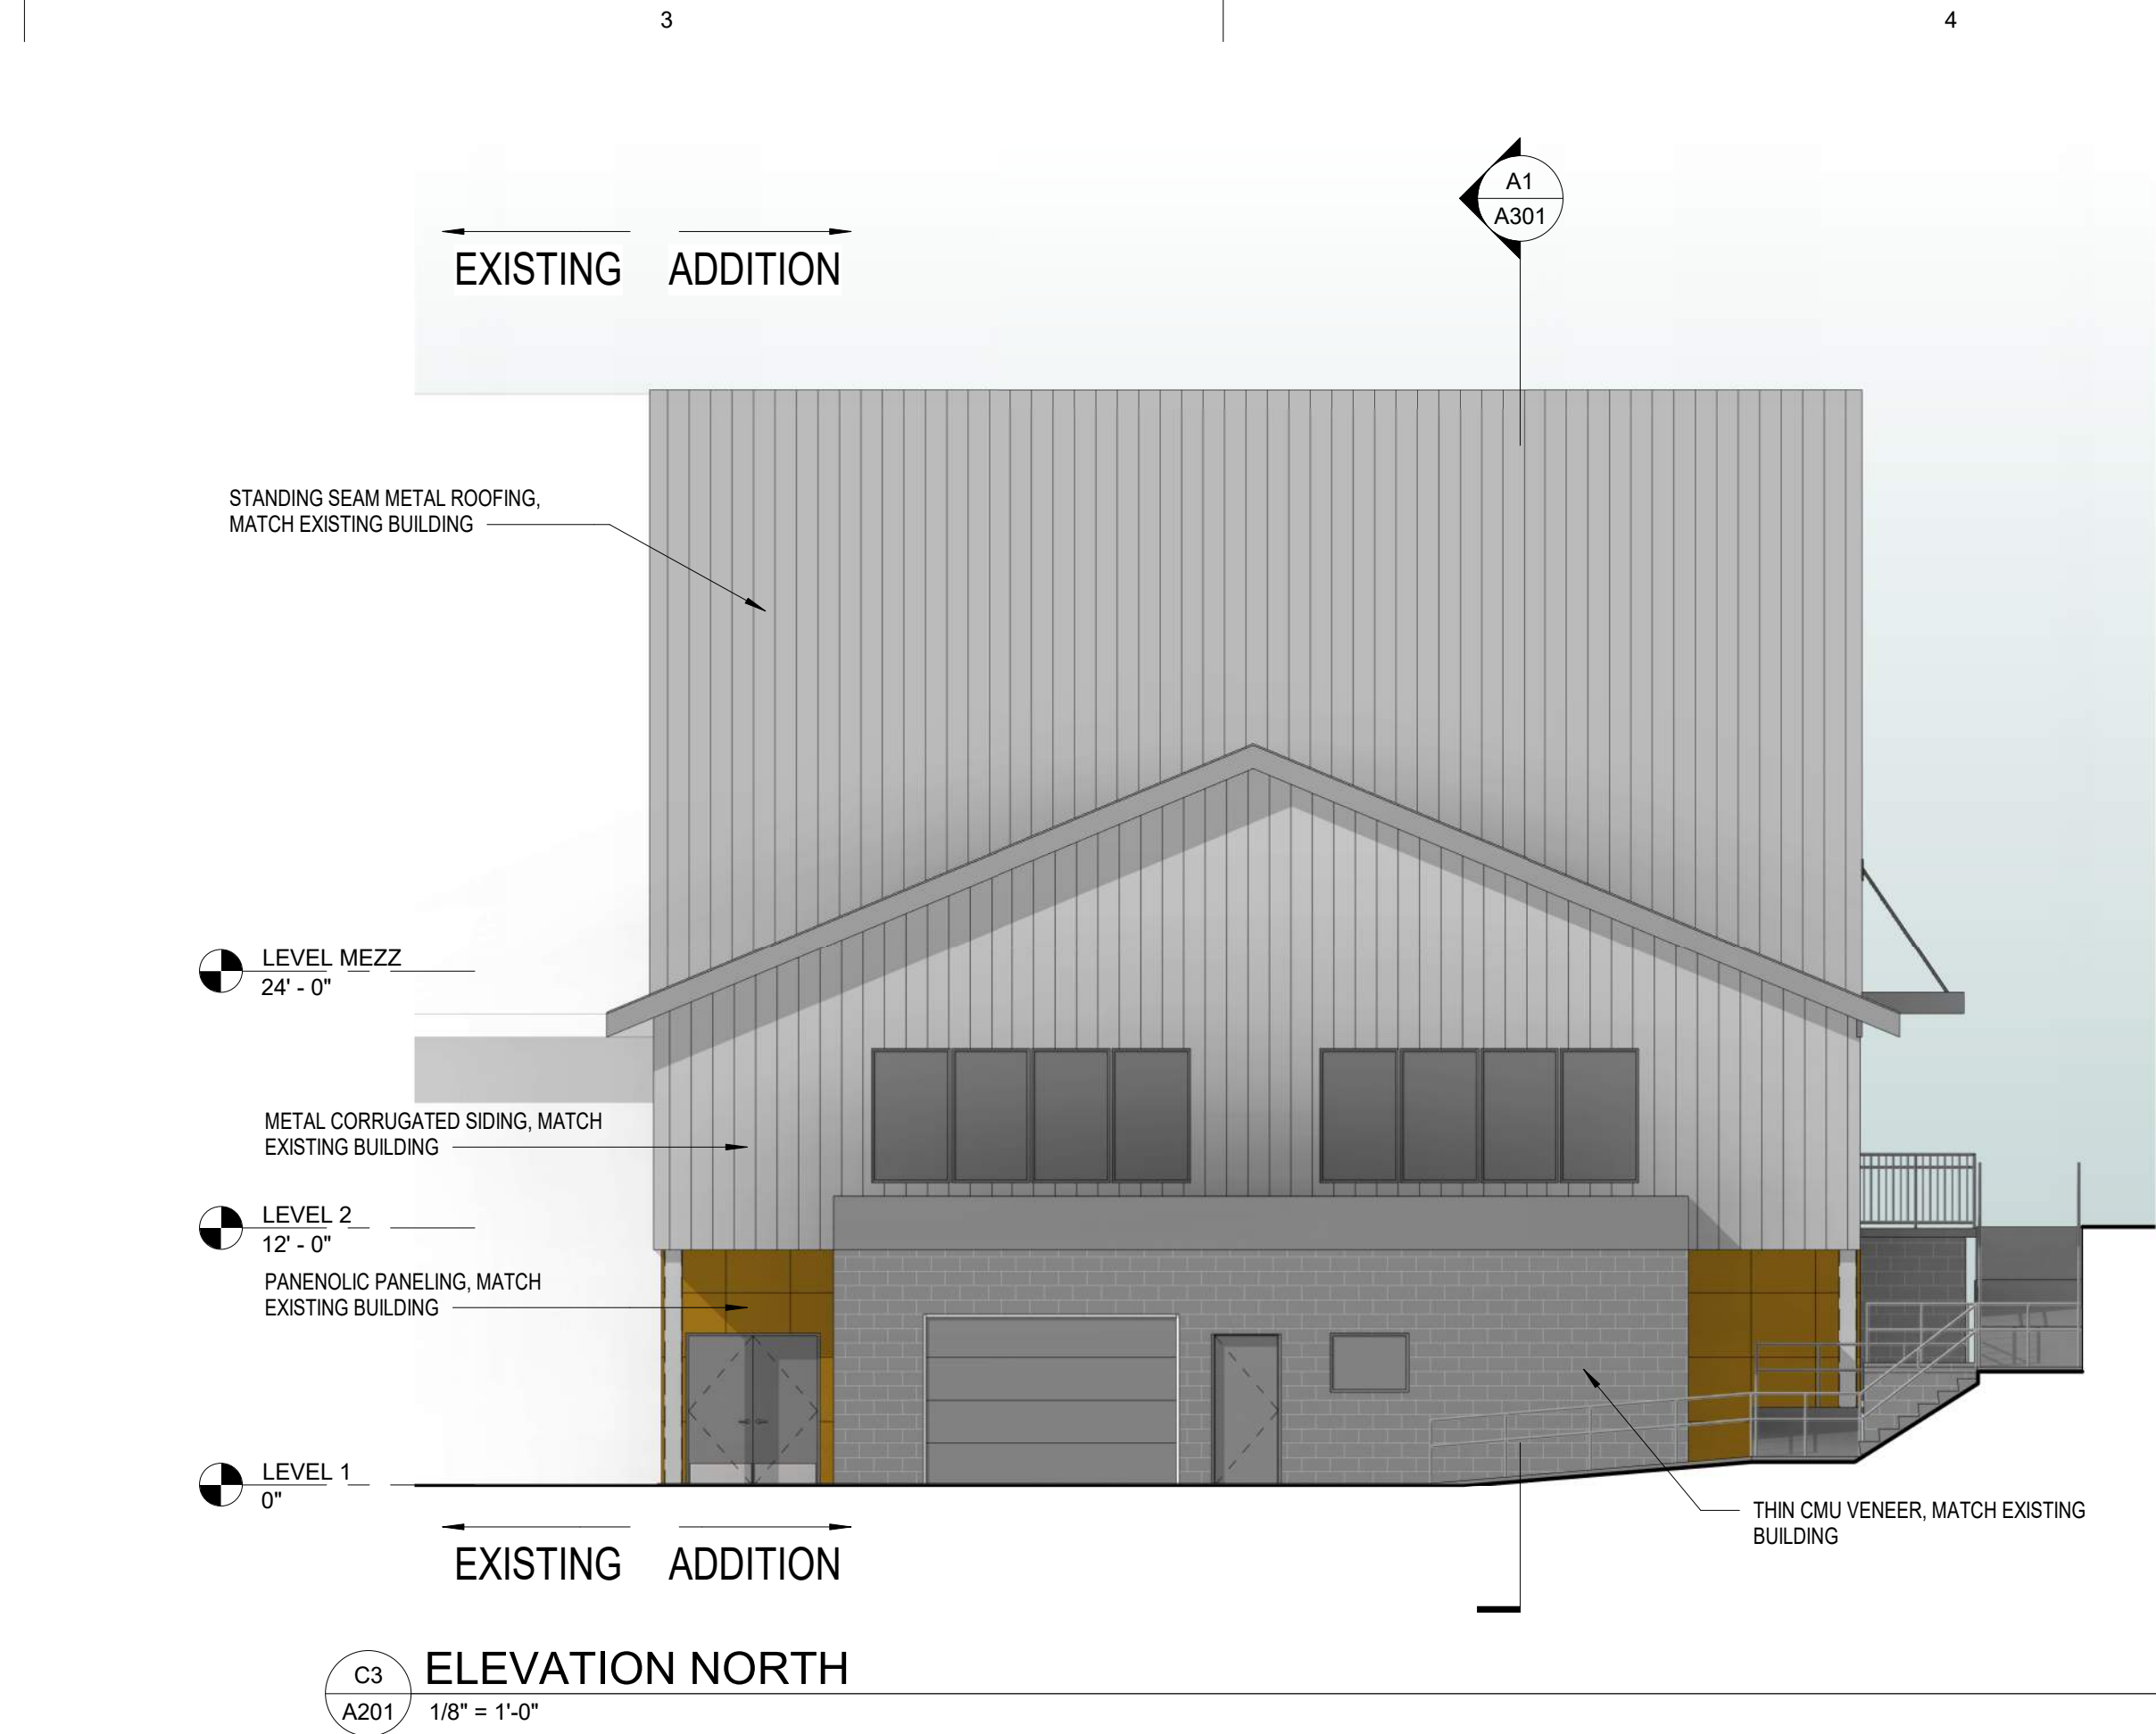 3
4
A1
A301
EXISTING ADDITION
STANDING SEAM METAL ROOFING,
MATCH EXISTING BUILDING
LEVEL MEZZ
24' - 0"
METAL CORRUGATED SIDING, MATCH
EXISTING BUILDING
LEVEL 2
12' - 0"
PANENOLIC PANELING, MATCH
EXISTING BUILDING
LEVEL 1
0"
THIN CMU VENEER, MATCH EXISTING
BUILDING
EXISTING ADDITION
C3
A201
ELEVATION NORTH
1/8" = 1'-0"